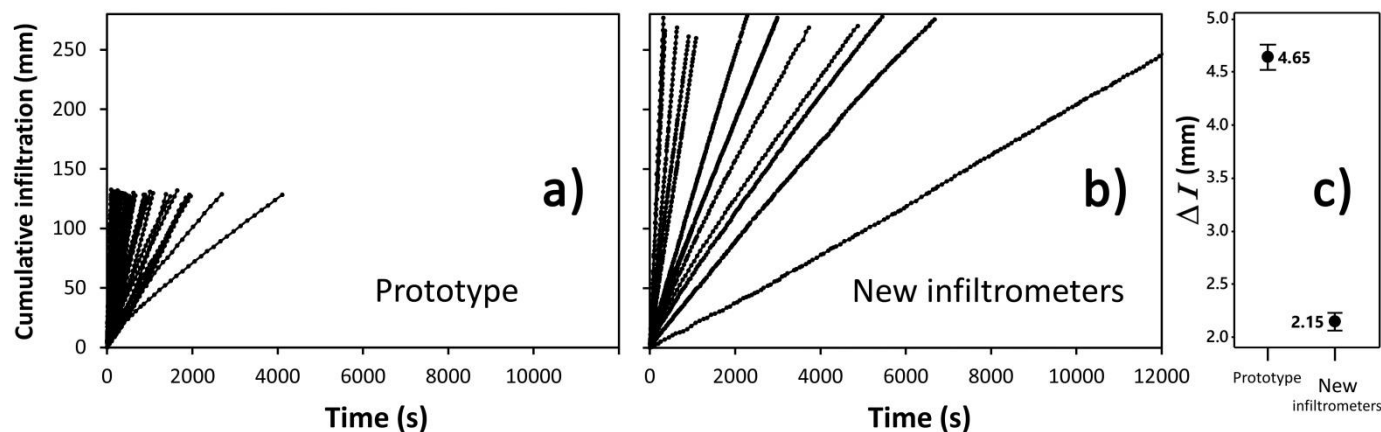 Cumulative infiltration (mm)
250
200
150
100
50
0
a)
Prototype
0
2000
4000
6000
8000
10000
Time (s)
b)
New infiltrometers
0
2000
4000
6000
8000
10000
12000
Time (s)
Δ I (mm)
5.0
4.5
4.0
3.5
3.0
2.5
2.0
4.65
c)
2.15
Prototype
New
infiltrometers